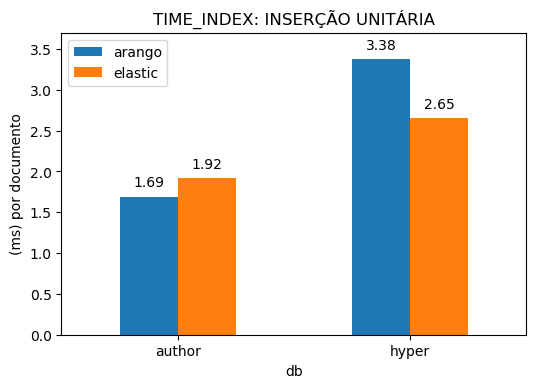 TIME_INDEX: INSERÇÃO UNITÁRIA
arango
elastic
3.38
2.65
1.92
1.69
3.5
3.0
2.5
2.0
1.5
1.0
0.5
0.0
(ms) por documento
author
hyper
db